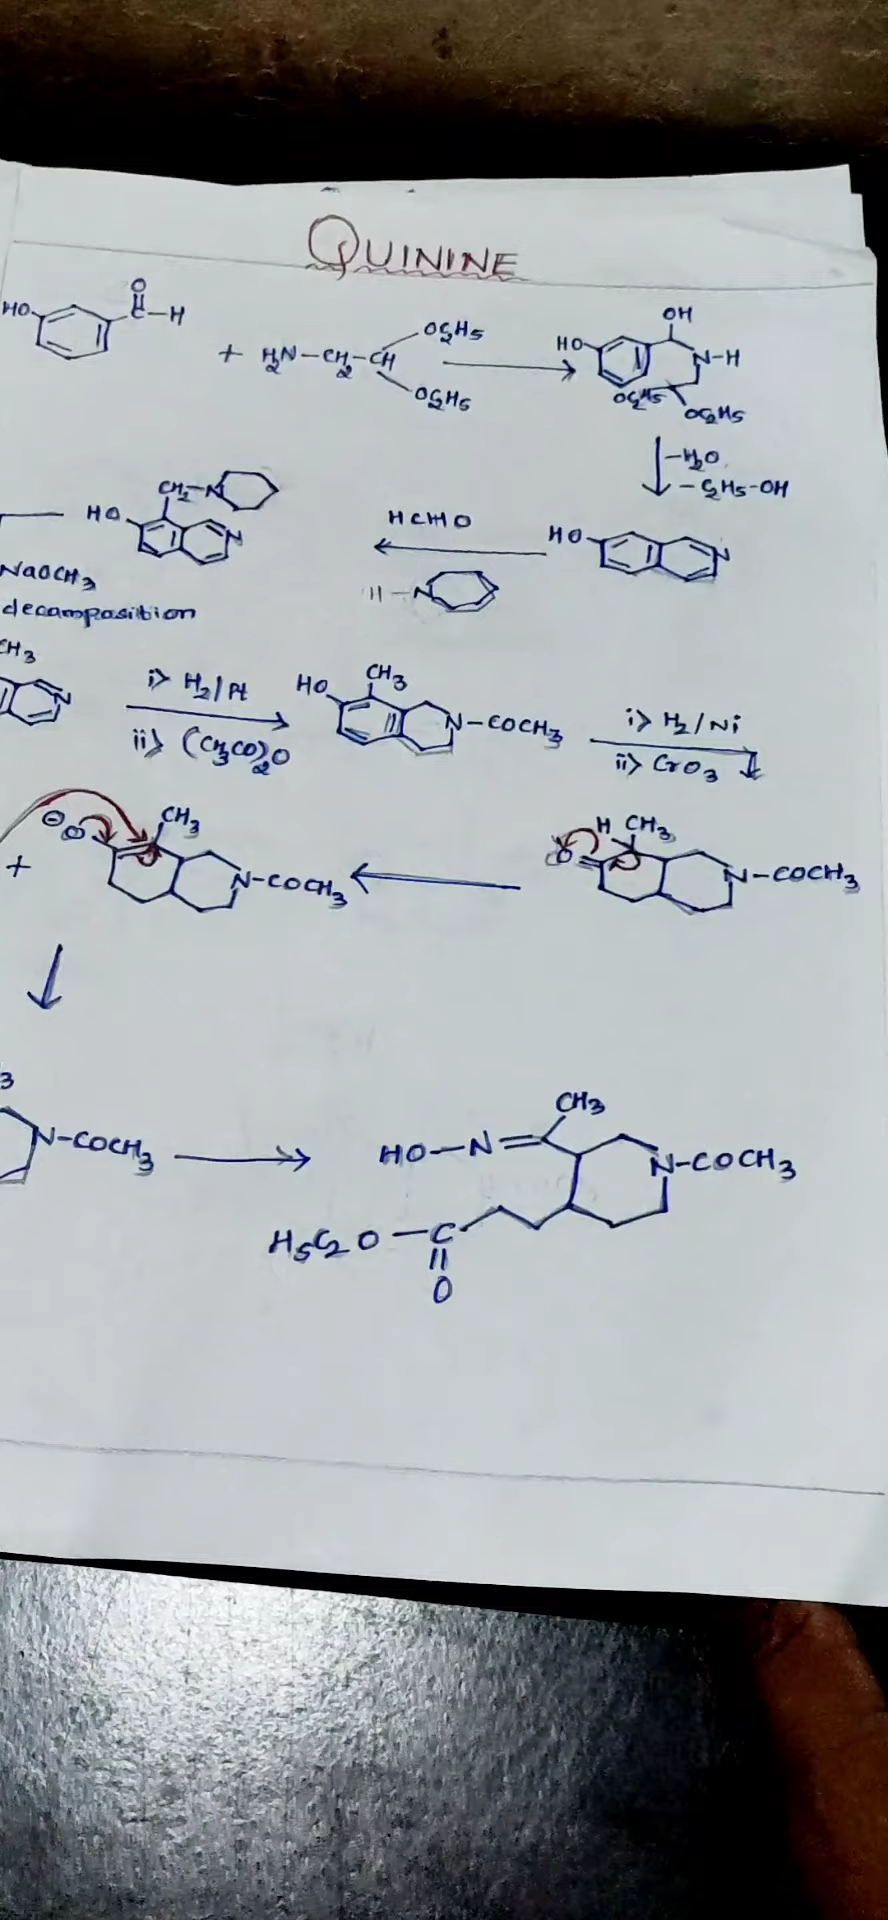 QUININE
HO O C-H
+ H2N-CH2-CH OC2H5 OC2H5
HO OH N-H OC2H5 OC2H5
-H2O
-C2H5-OH
HO N
HCHO
H-N
HO CH2-N N
NaOCH3
decomposition
CH3 N
i> H2/Pt
ii> (CH3CO)2O
HO CH3 N-COCH3
i> H2/Ni
ii> CrO3
O H CH3 N-COCH3
+ ⊖O CH3 N-COCH3
3 N-COCH3
HO-N= CH3 N-COCH3
H5C2O-C
O